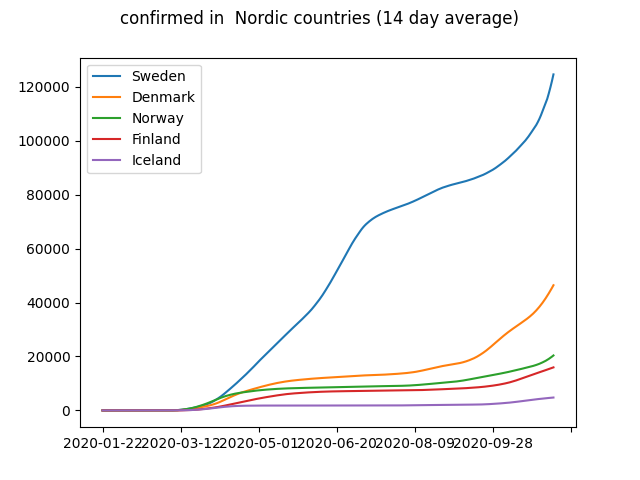 confirmed in  Nordic countries (14 day average)
Sweden
Denmark
Norway
Finland
Iceland
120000
100000
80000
60000
40000
20000
0
2020-01-22 2020-03-12 2020-05-01 2020-06-20 2020-08-09 2020-09-28